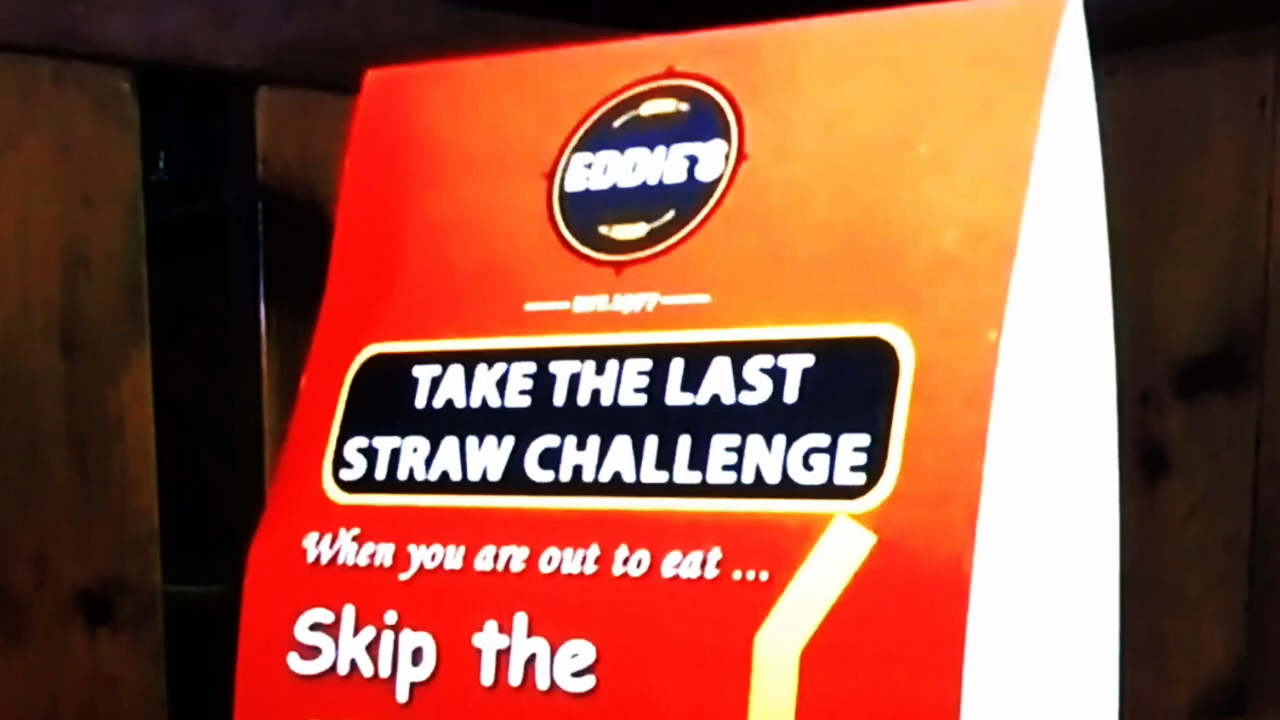 EDDIE'S
TAKE THE LAST
STRAW CHALLENGE
When you are out to eat ...
Skip the